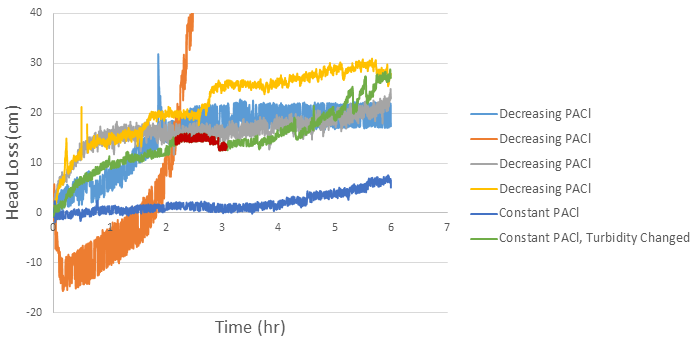 40
30
20
10
0
-10
-20
0 1 2 3 4 5 6 7
Head Loss (cm)
Time (hr)
Decreasing PACl
Decreasing PACl
Decreasing PACl
Decreasing PACl
Constant PACl
Constant PACl, Turbidity Changed